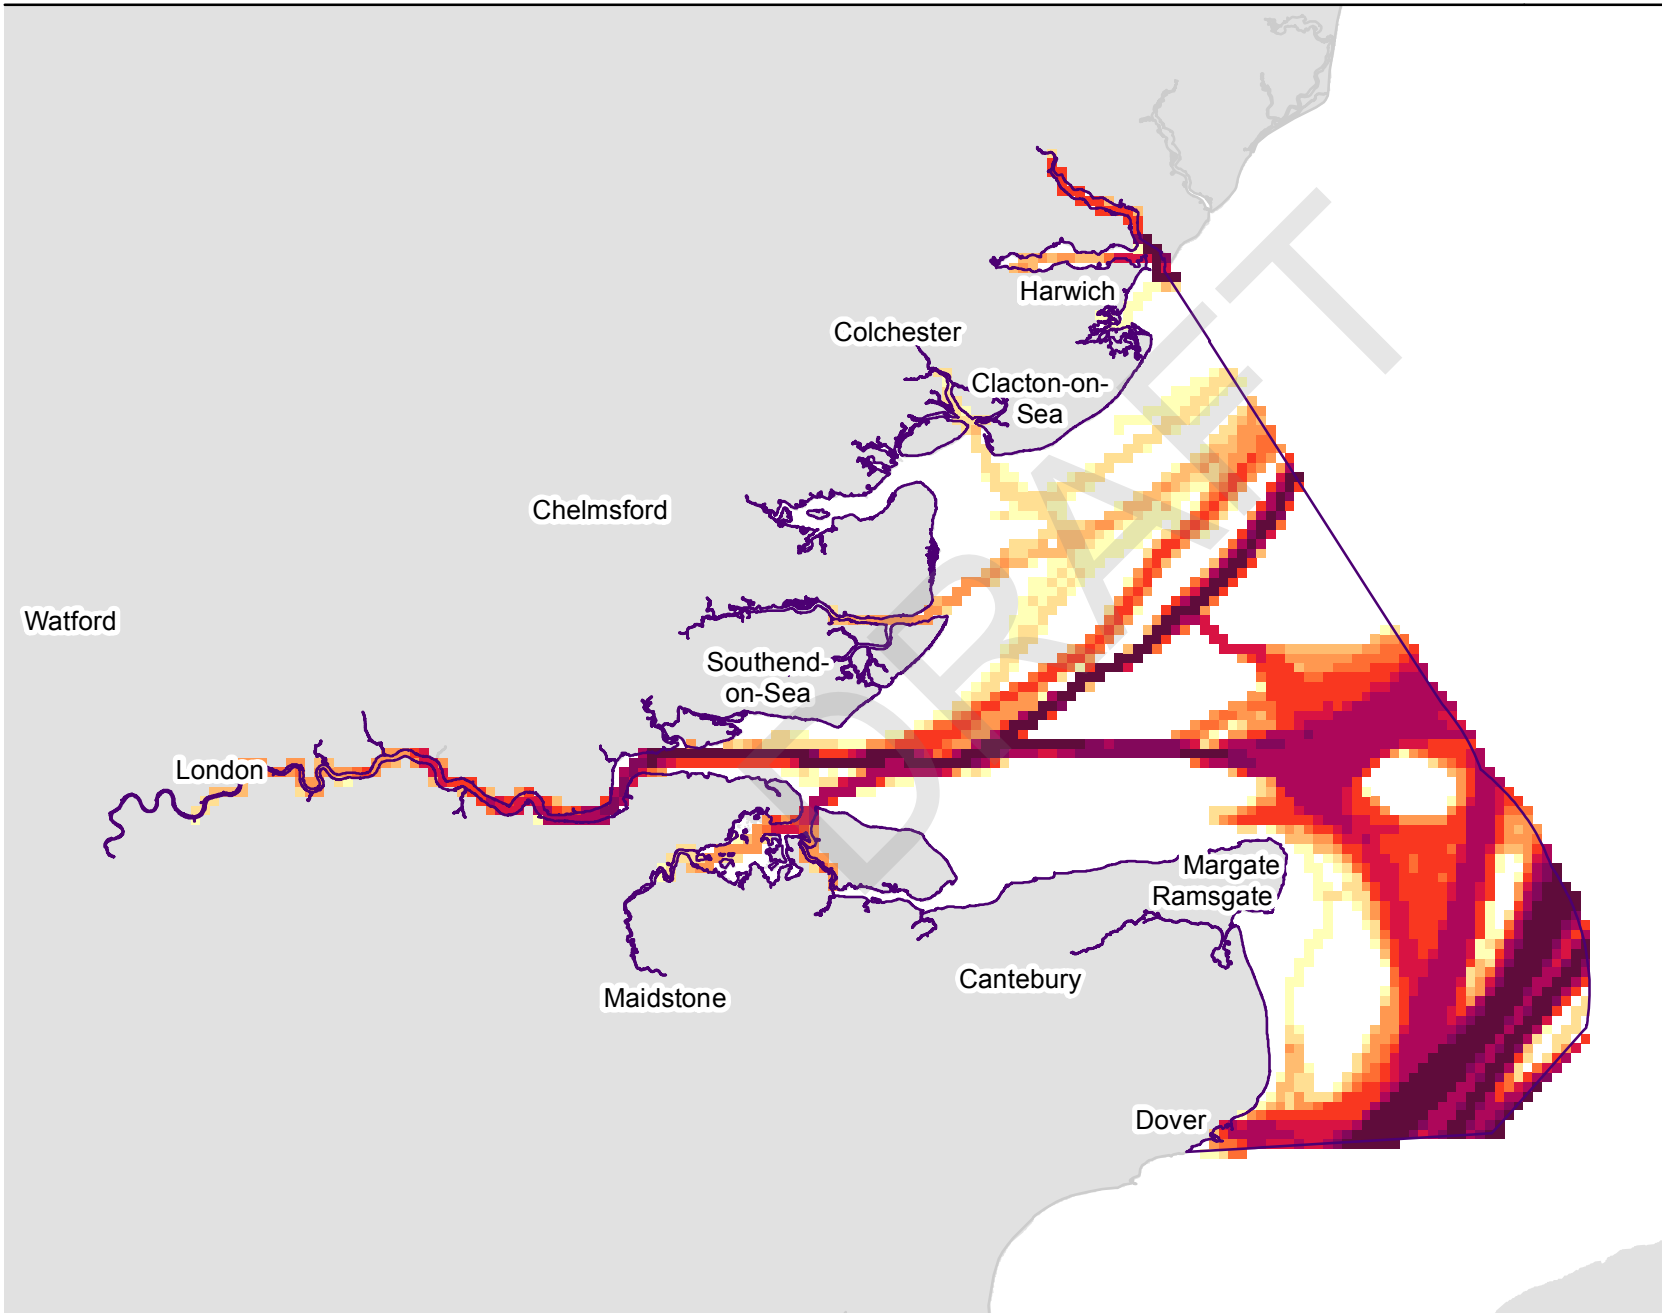 Harwich
Colchester
Clacton-on-
Sea
Chelmsford
Watford
Southend-
on-Sea
London
Margate
Ramsgate
Cantebury
Maidstone
Dover
DRAFT